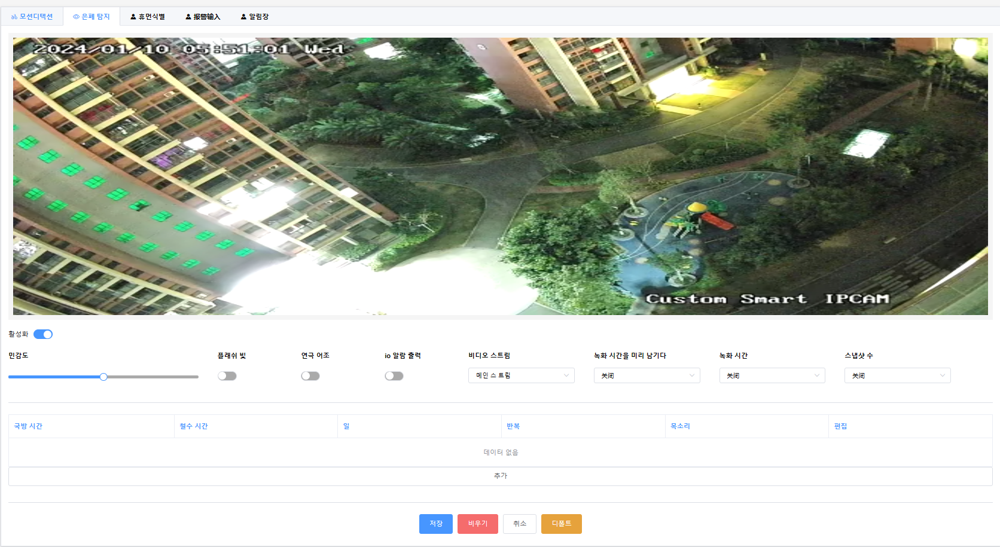 모션디텍션 은폐 탐지 휴먼식별 报警输入 알림장
2024/01/10 05:51:01 Wed
Custom Smart IPCAM
활성화
민감도 플래쉬 빛 연극 어조 io 알람 출력 비디오 스트림 녹화 시간을 미리 남기다 녹화 시간 스냅샷 수
메인 스트림 关闭 关闭 关闭
국방 시간 철수 시간 일 반복 목소리 편집
데이터 없음
추가
저장 비우기 취소 디폴트